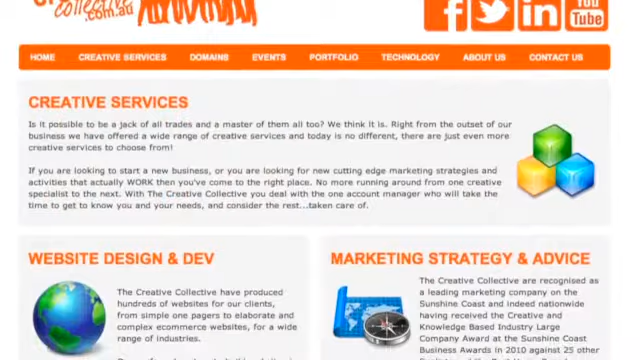 collective
.com.au
You
Tube
HOME CREATIVE SERVICES DOMAINS EVENTS PORTFOLIO TECHNOLOGY ABOUT US CONTACT US
CREATIVE SERVICES
Is it possible to be a jack of all trades and a master of them all too? We think it is. Right from the outset of our
business we have offered a wide range of creative services and today is no different, there are just even more
creative services to choose from!
If you are looking to start a new business, or you are looking for new cutting edge marketing strategies and
activities that actually WORK then you've come to the right place. No more running around from one creative
specialist to the next. With The Creative Collective you deal with the one account manager who will take the
time to get to know you and your needs, and consider the rest...taken care of.
WEBSITE DESIGN & DEV
The Creative Collective have produced
hundreds of websites for our clients,
from simple one pagers to elaborate and
complex ecommerce websites, for a wide
range of industries.
MARKETING STRATEGY & ADVICE
The Creative Collective are recognised as
a leading marketing company on the
Sunshine Coast and indeed nationwide
having received the Creative and
Knowledge Based Industry Large
Company Award at the Sunshine Coast
Business Awards in 2010 against 25 other